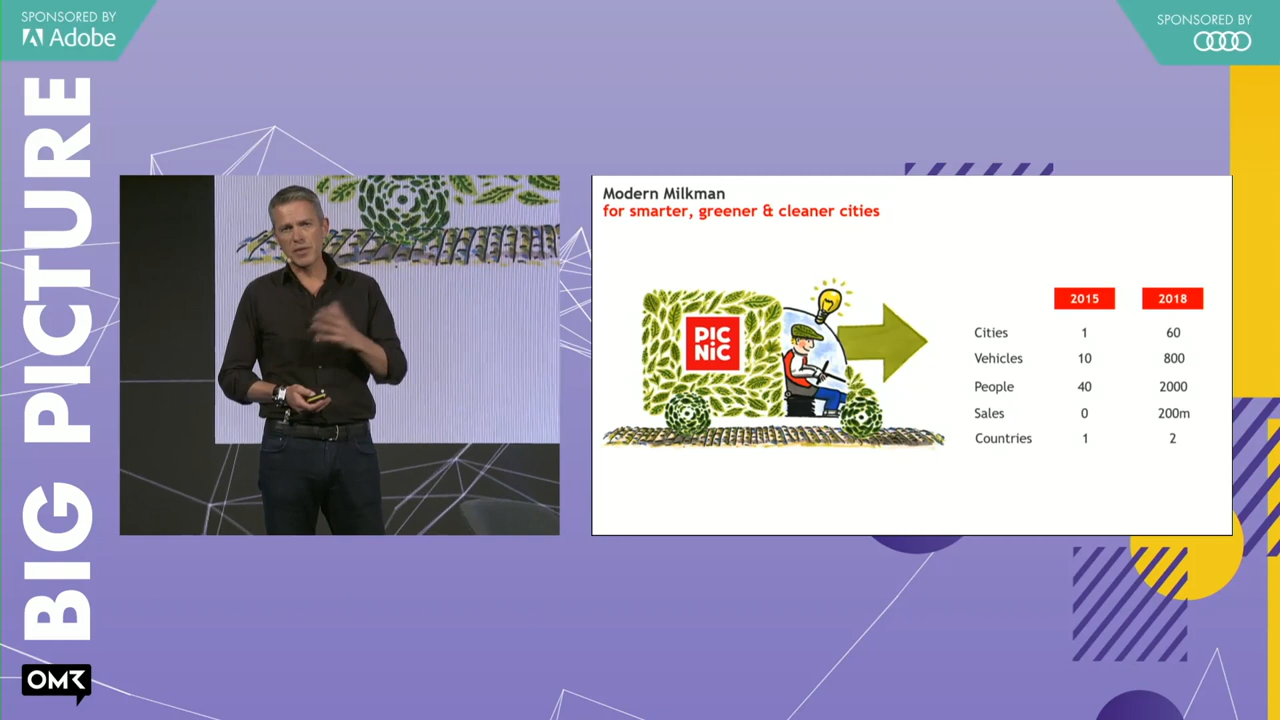 SPONSORED BY
Adobe
SPONSORED BY
BIG PICTURE
OMR
Modern Milkman
for smarter, greener & cleaner cities
PIC
NiC
2015 2018
Cities 1 60
Vehicles 10 800
People 40 2000
Sales 0 200m
Countries 1 2